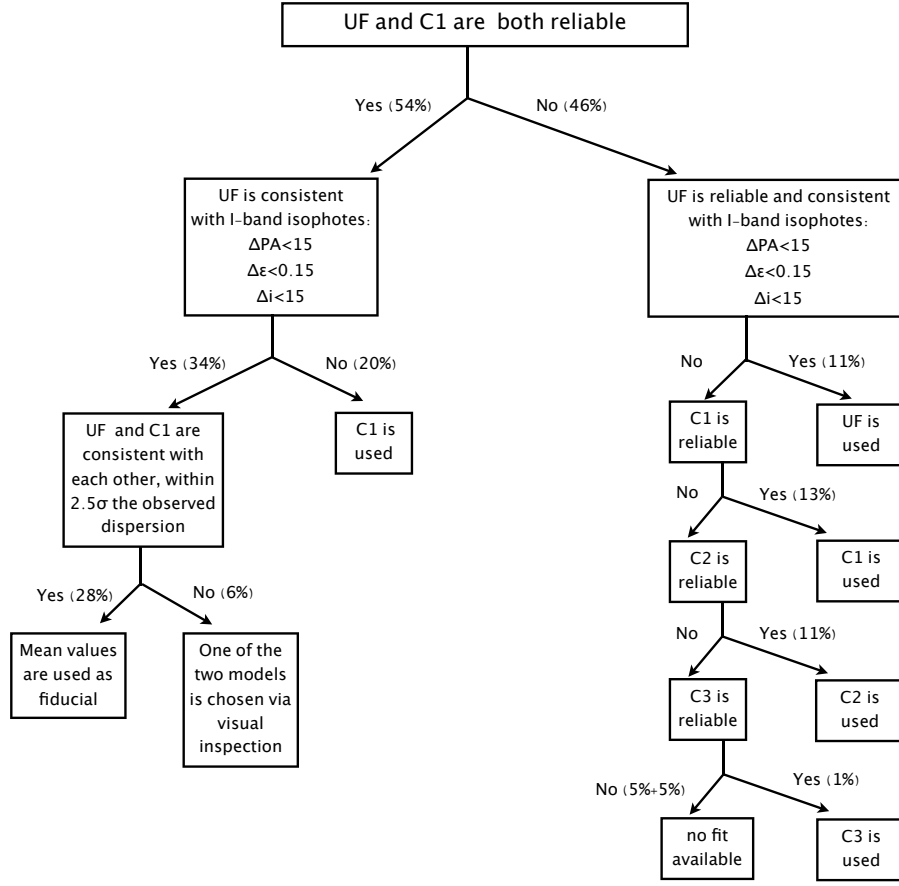 UF and C1 are both reliable
Yes (54%)
No (46%)
UF is consistent
with I-band isophotes:
ΔPA<15
Δε<0.15
Δi<15
UF is reliable and consistent
with I-band isophotes:
ΔPA<15
Δε<0.15
Δi<15
Yes (34%)
No (20%)
No
Yes (11%)
UF and C1 are
consistent with
each other, within
2.5σ the observed
dispersion
C1 is
used
C1 is
reliable
UF is
used
No
Yes (13%)
C2 is
reliable
C1 is
used
Yes (28%)
No (6%)
Mean values
are used as
fiducial
One of the
two models
is chosen via
visual
inspection
No
Yes (11%)
C3 is
reliable
C2 is
used
No (5%+5%)
Yes (1%)
no fit
available
C3 is
used